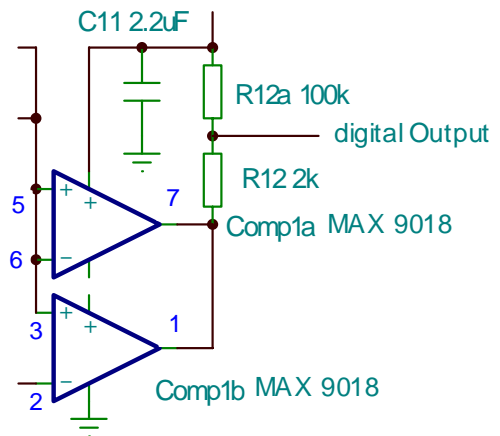 C11 2.2uF
R12a 100k
digital Output
R12 2k
5
+
+
7
Comp1a MAX 9018
6
−
3
+
+
1
2
−
Comp1b MAX 9018